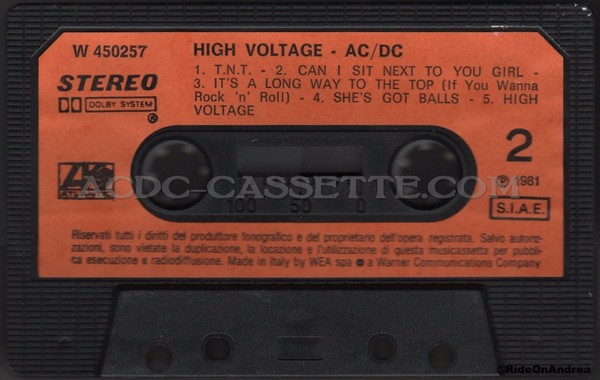 W 450257
HIGH VOLTAGE - AC/DC
STEREO
DOLBY SYSTEM
1. T.N.T. - 2. CAN I SIT NEXT TO YOU GIRL -
3. IT'S A LONG WAY TO THE TOP (If You Wanna
Rock 'n' Roll) - 4. SHE'S GOT BALLS - 5. HIGH
VOLTAGE
2
ACDC-CASSETTE.COM
℗ 1981
100 50 0
S.I.A.E.
Riservati tutti i diritti del produttore fonografico e del proprietario dell'opera registrata. Salvo autoriz-
zazioni, sono vietate la duplicazione, la locazione e l'utilizzazione di questa musicassetta per pubbli-
ca esecuzione e radiodiffusione. Made in Italy by WEA spa a Warner Communications Company
©RideOnAndrea